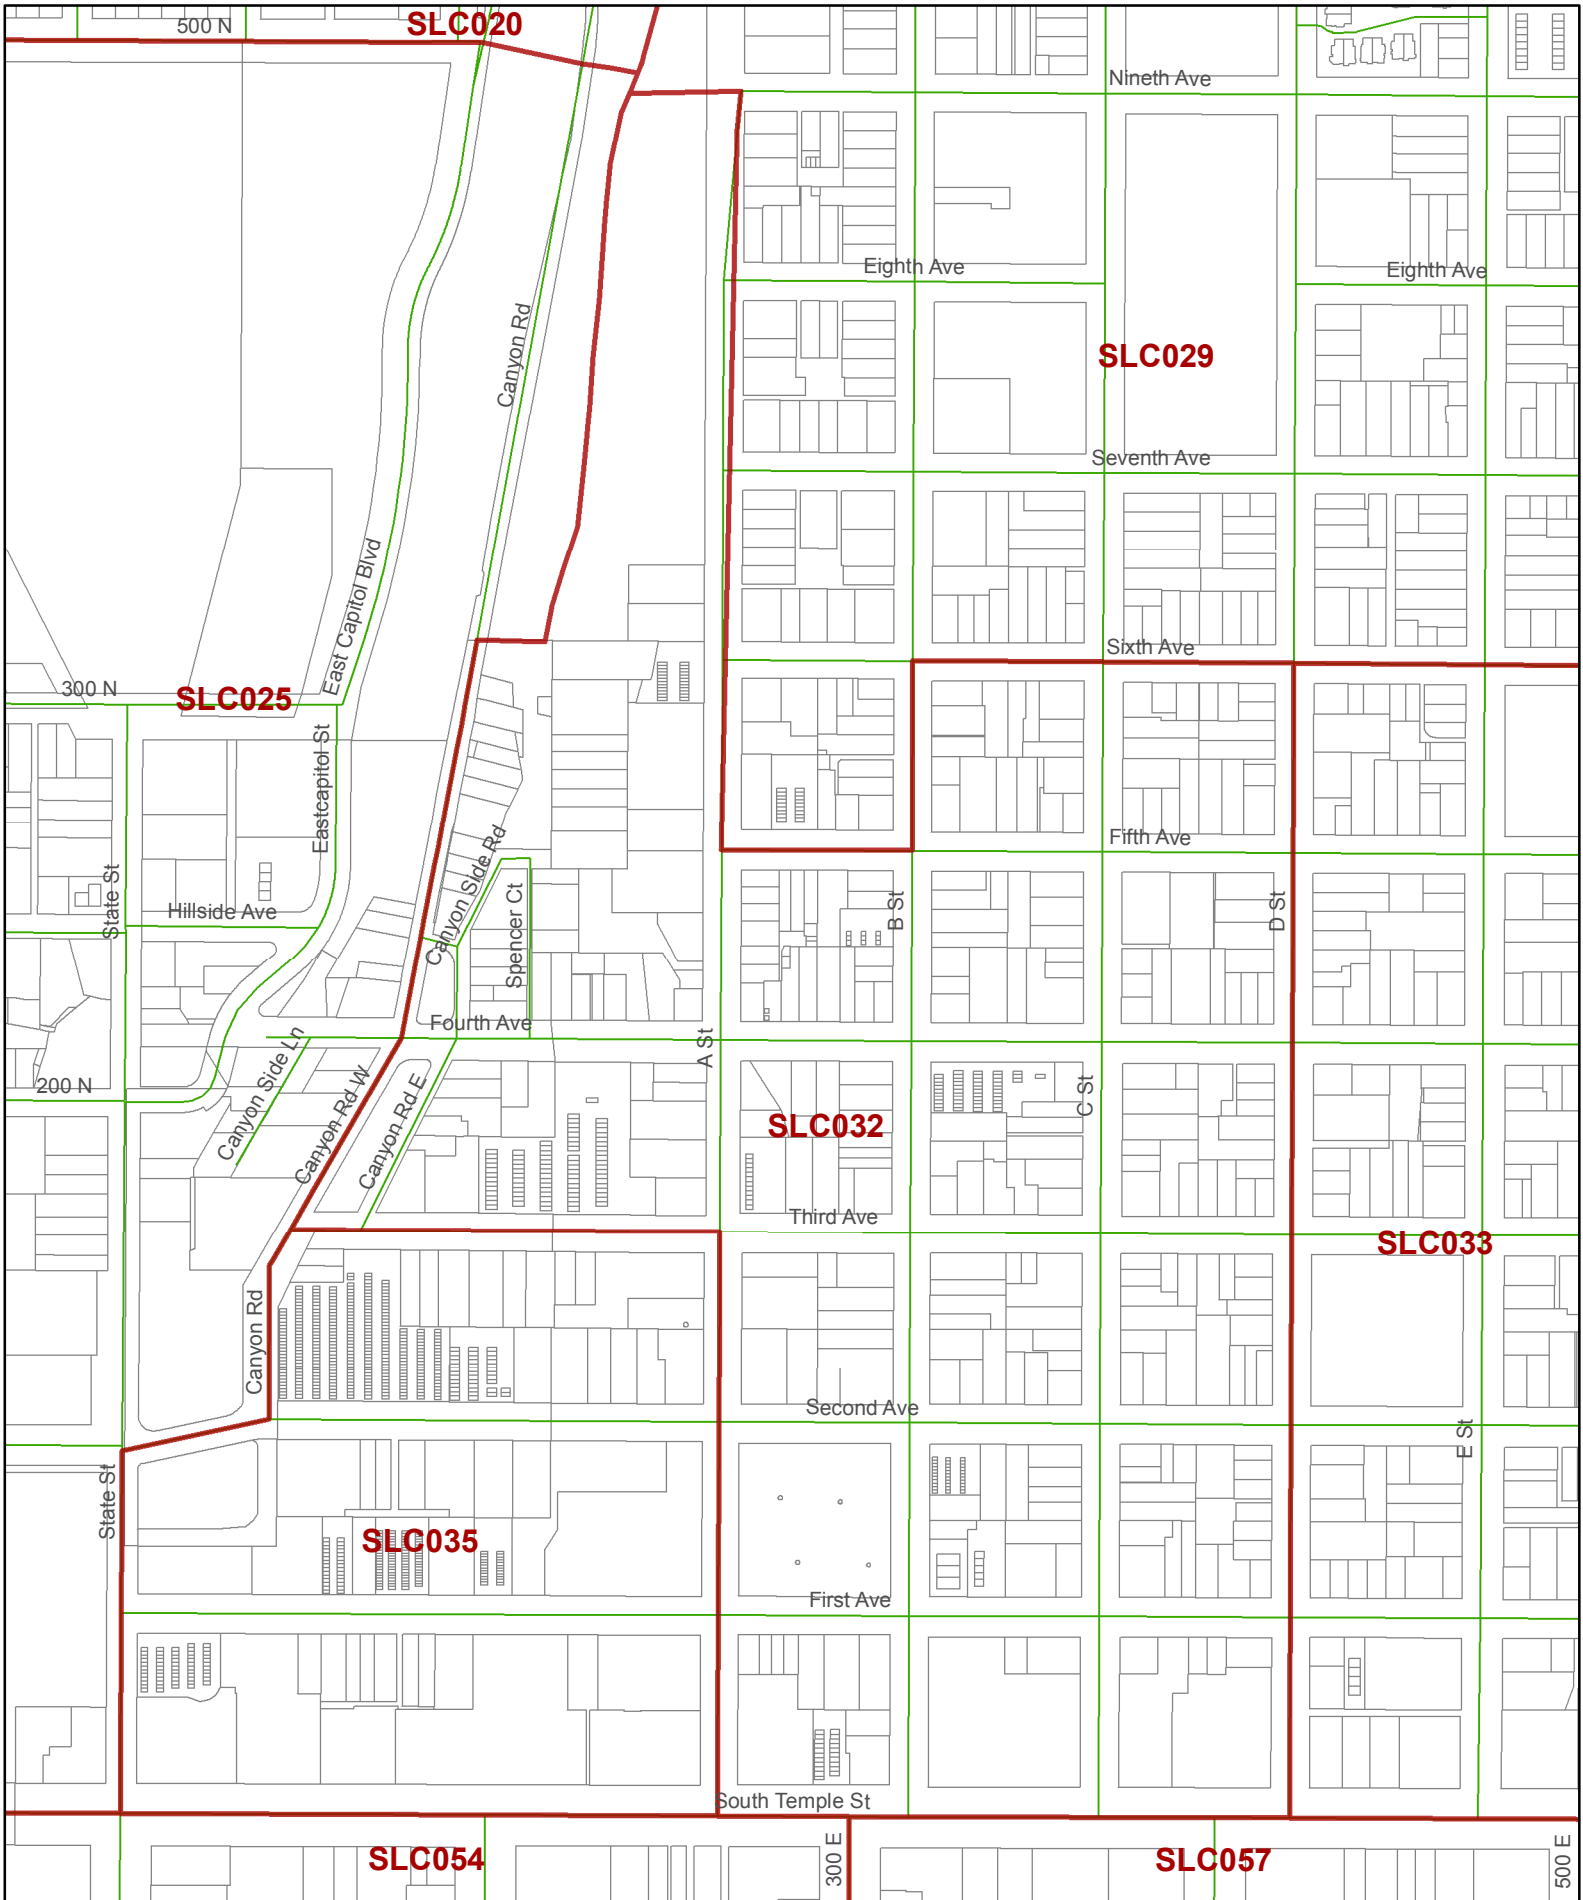 SLC020
500 N
Nineth Ave
Eighth Ave
Eighth Ave
Canyon Rd
SLC029
Seventh Ave
East Capitol Blvd
Sixth Ave
300 N
SLC025
Eastcapitol St
Fifth Ave
Canyon Side Rd
State St
Hillside Ave
Spencer Ct
B St
D St
Fourth Ave
A St
Canyon Side Ln
200 N
Canyon Rd W
Canyon Rd E
C St
SLC032
Third Ave
SLC033
Canyon Rd
Second Ave
E St
State St
SLC035
First Ave
South Temple St
SLC054
300 E
SLC057
500 E